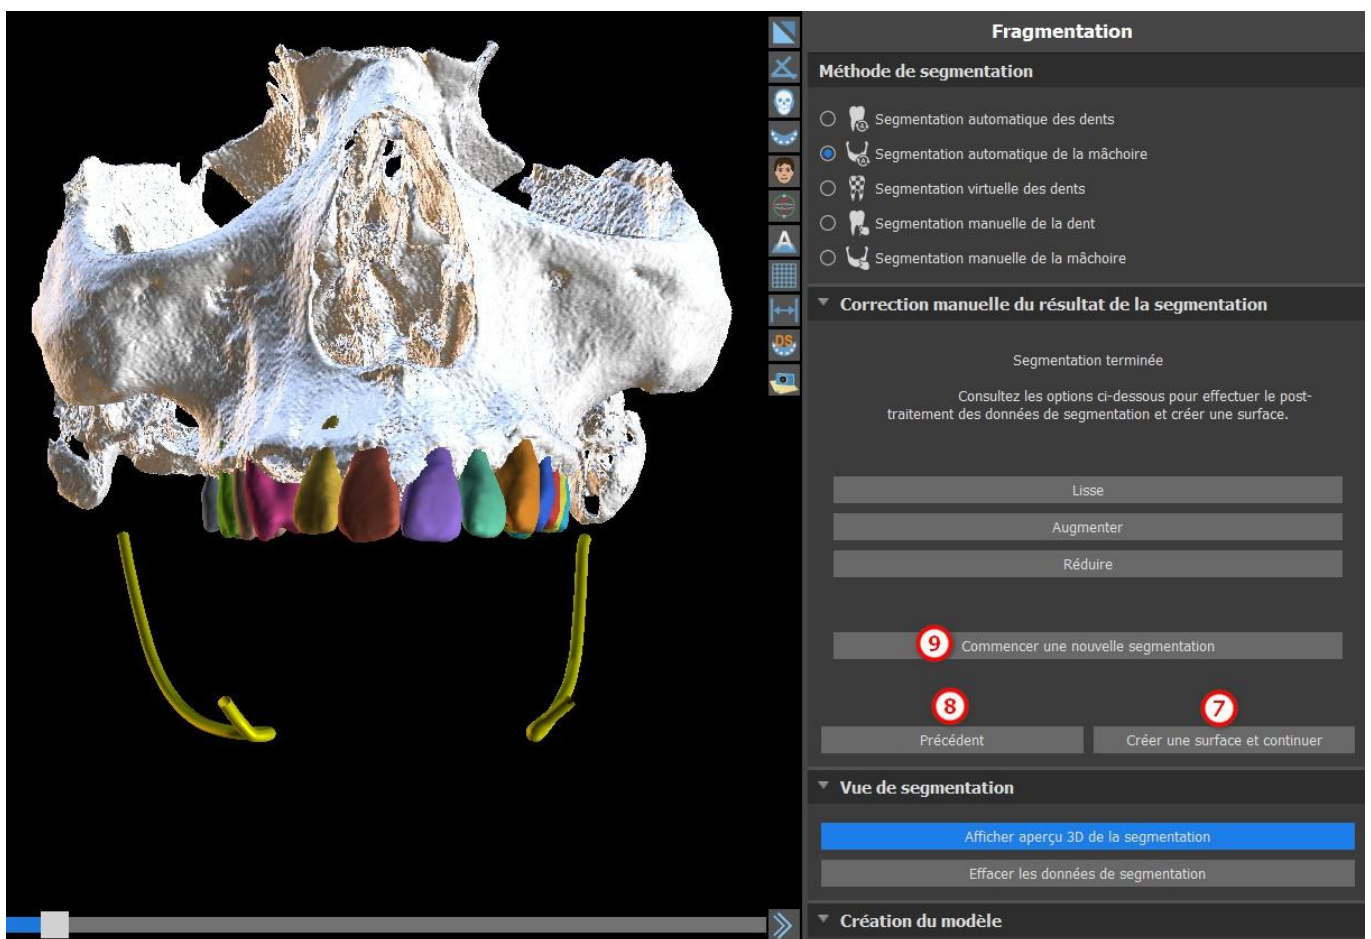 Fragmentation
Méthode de segmentation
Segmentation automatique des dents
Segmentation automatique de la mâchoire
Segmentation virtuelle des dents
Segmentation manuelle de la dent
Segmentation manuelle de la mâchoire
Correction manuelle du résultat de la segmentation
Segmentation terminée
Consultez les options ci-dessous pour effectuer le post-
traitement des données de segmentation et créer une surface.
Lisse
Augmenter
Réduire
9 Commencer une nouvelle segmentation
8 7
Précédent Créer une surface et continuer
Vue de segmentation
Afficher aperçu 3D de la segmentation
Effacer les données de segmentation
Création du modèle
A
DS